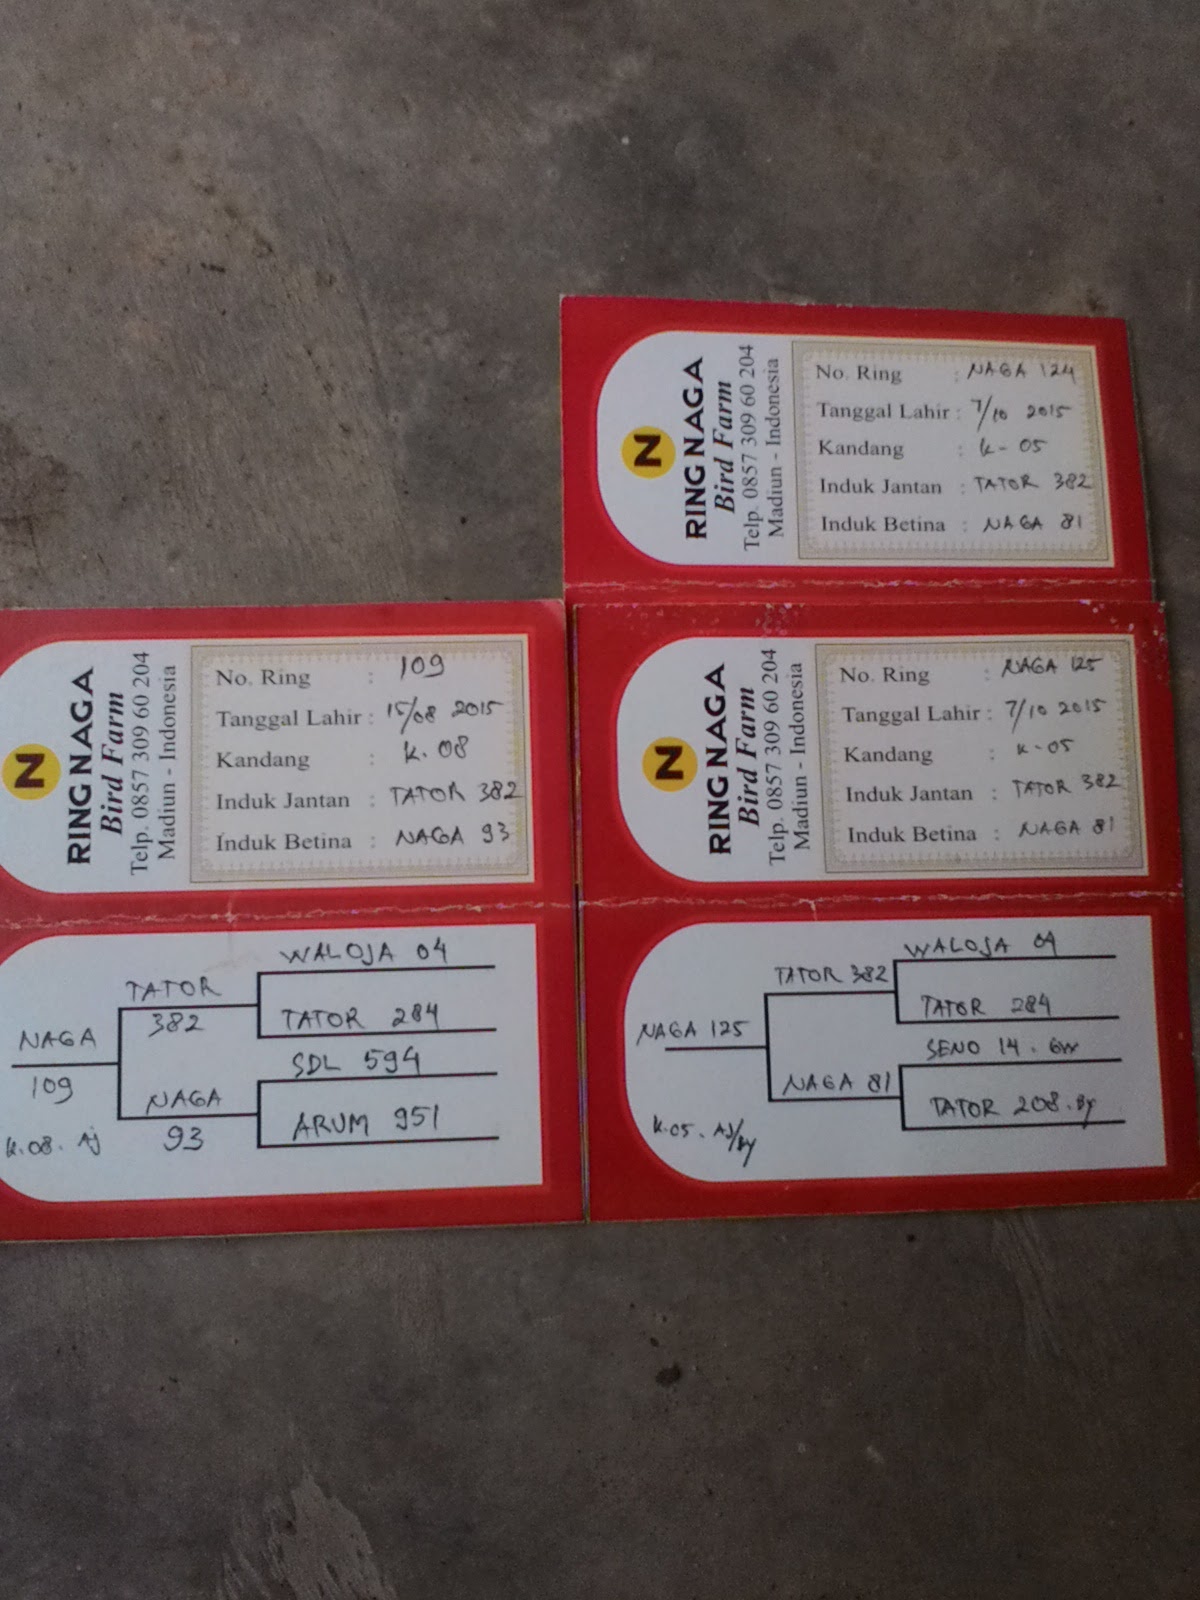 N
RING NAGA
Bird Farm
Telp. 0857 309 60 204
Madiun - Indonesia
No. Ring : NAGA 124
Tanggal Lahir : 7/10 2015
Kandang : K- 05
Induk Jantan : TATOR 382
Induk Betina : NAGA 81
N
RING NAGA
Bird Farm
Telp. 0857 309 60 204
Madiun - Indonesia
No. Ring : 109
Tanggal Lahir : 15/08 2015
Kandang : K. 08
Induk Jantan : TATOR 382
Induk Betina : NAGA 93
WALOJA 04
TATOR
382
TATOR 284
NAGA
109
SDL 594
NAGA
93
ARUM 951
K.08. AJ
N
RING NAGA
Bird Farm
Telp. 0857 309 60 204
Madiun - Indonesia
No. Ring : NAGA 125
Tanggal Lahir : 7/10 2015
Kandang : K-05
Induk Jantan : TATOR 382
Induk Betina : NAGA 81
WALOJA 04
TATOR 382
TATOR 284
NAGA 125
SENO 14. GW
NAGA 81
TATOR 208. By
K.05. AJ/By